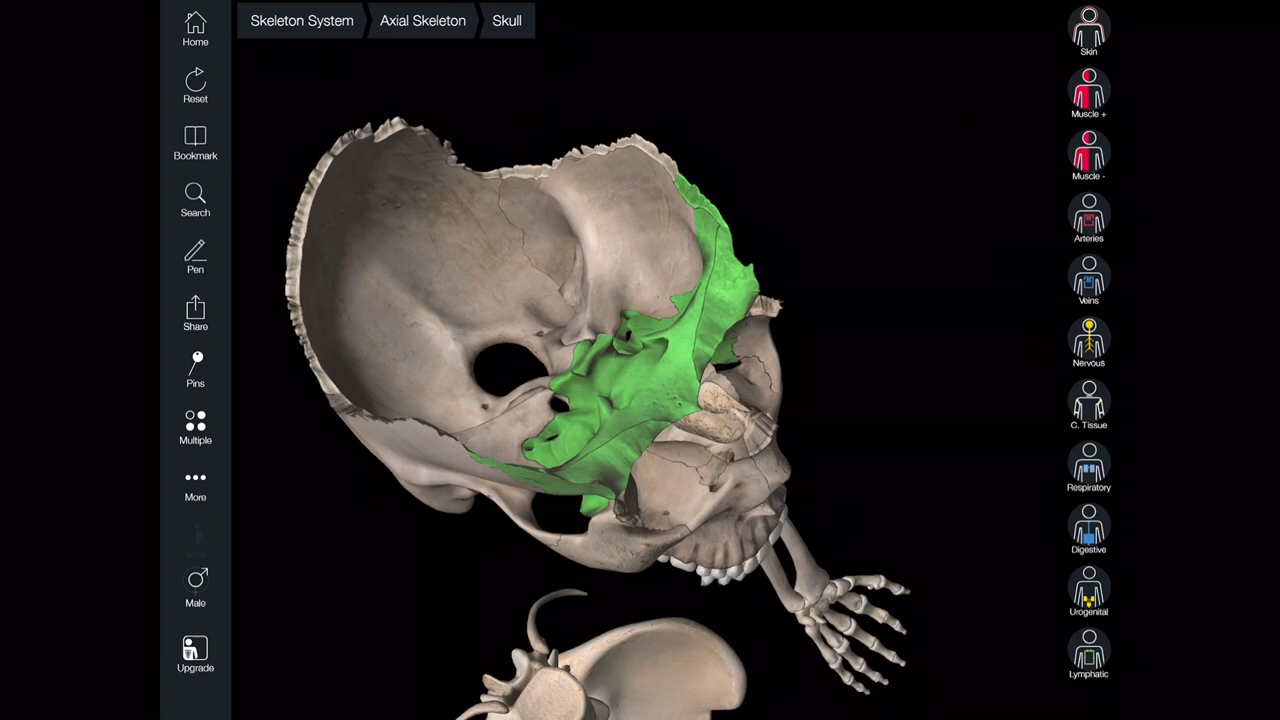 Skeleton System
Axial Skeleton
Skull
Home
Reset
Bookmark
Search
Pen
Share
Pins
Multiple
More
Male
Upgrade
Skin
Muscle +
Muscle -
Arteries
Veins
Nervous
C. Tissue
Respiratory
Digestive
Urogenital
Lymphatic